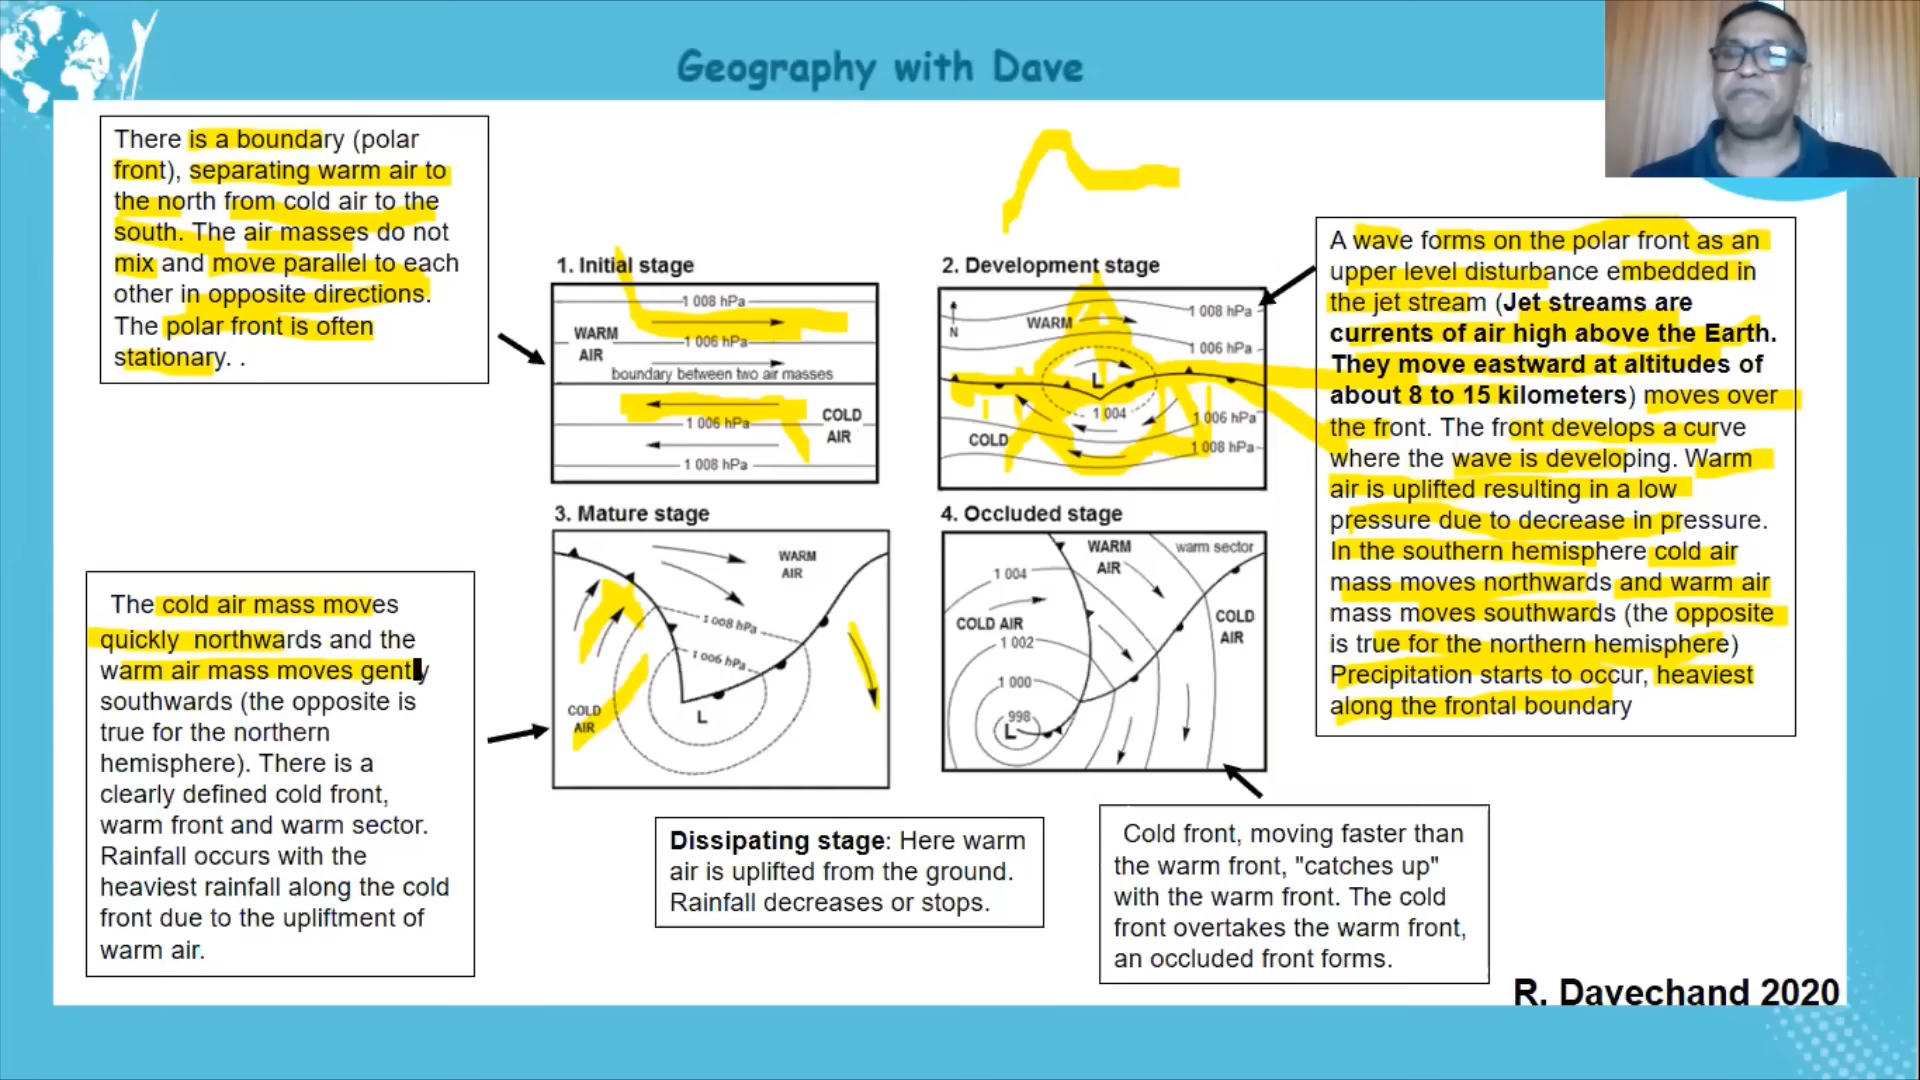 Geography with Dave
There is a boundary (polar
front), separating warm air to
the north from cold air to the
south. The air masses do not
mix and move parallel to each
other in opposite directions.
The polar front is often
stationary. .
1. Initial stage
1 008 hPa
WARM
AIR
1 006 hPa
boundary between two air masses
1 006 hPa
COLD
AIR
1 008 hPa
2. Development stage
N
WARM
1 008 hPa
1 006 hPa
L
1 004
COLD
1 006 hPa
1 008 hPa
A wave forms on the polar front as an
upper level disturbance embedded in
the jet stream (Jet streams are
currents of air high above the Earth.
They move eastward at altitudes of
about 8 to 15 kilometers) moves over
the front. The front develops a curve
where the wave is developing. Warm
air is uplifted resulting in a low
pressure due to decrease in pressure.
In the southern hemisphere cold air
mass moves northwards and warm air
mass moves southwards (the opposite
is true for the northern hemisphere)
Precipitation starts to occur, heaviest
along the frontal boundary
The cold air mass moves
quickly northwards and the
warm air mass moves gently
southwards (the opposite is
true for the northern
hemisphere). There is a
clearly defined cold front,
warm front and warm sector.
Rainfall occurs with the
heaviest rainfall along the cold
front due to the upliftment of
warm air.
3. Mature stage
WARM
AIR
1 008 hPa
1 006 hPa
COLD
AIR
L
4. Occluded stage
WARM
AIR
warm sector
1 004
COLD AIR
COLD
AIR
1 002
1 000
998
L
Dissipating stage: Here warm
air is uplifted from the ground.
Rainfall decreases or stops.
Cold front, moving faster than
the warm front, "catches up"
with the warm front. The cold
front overtakes the warm front,
an occluded front forms.
R. Davechand 2020